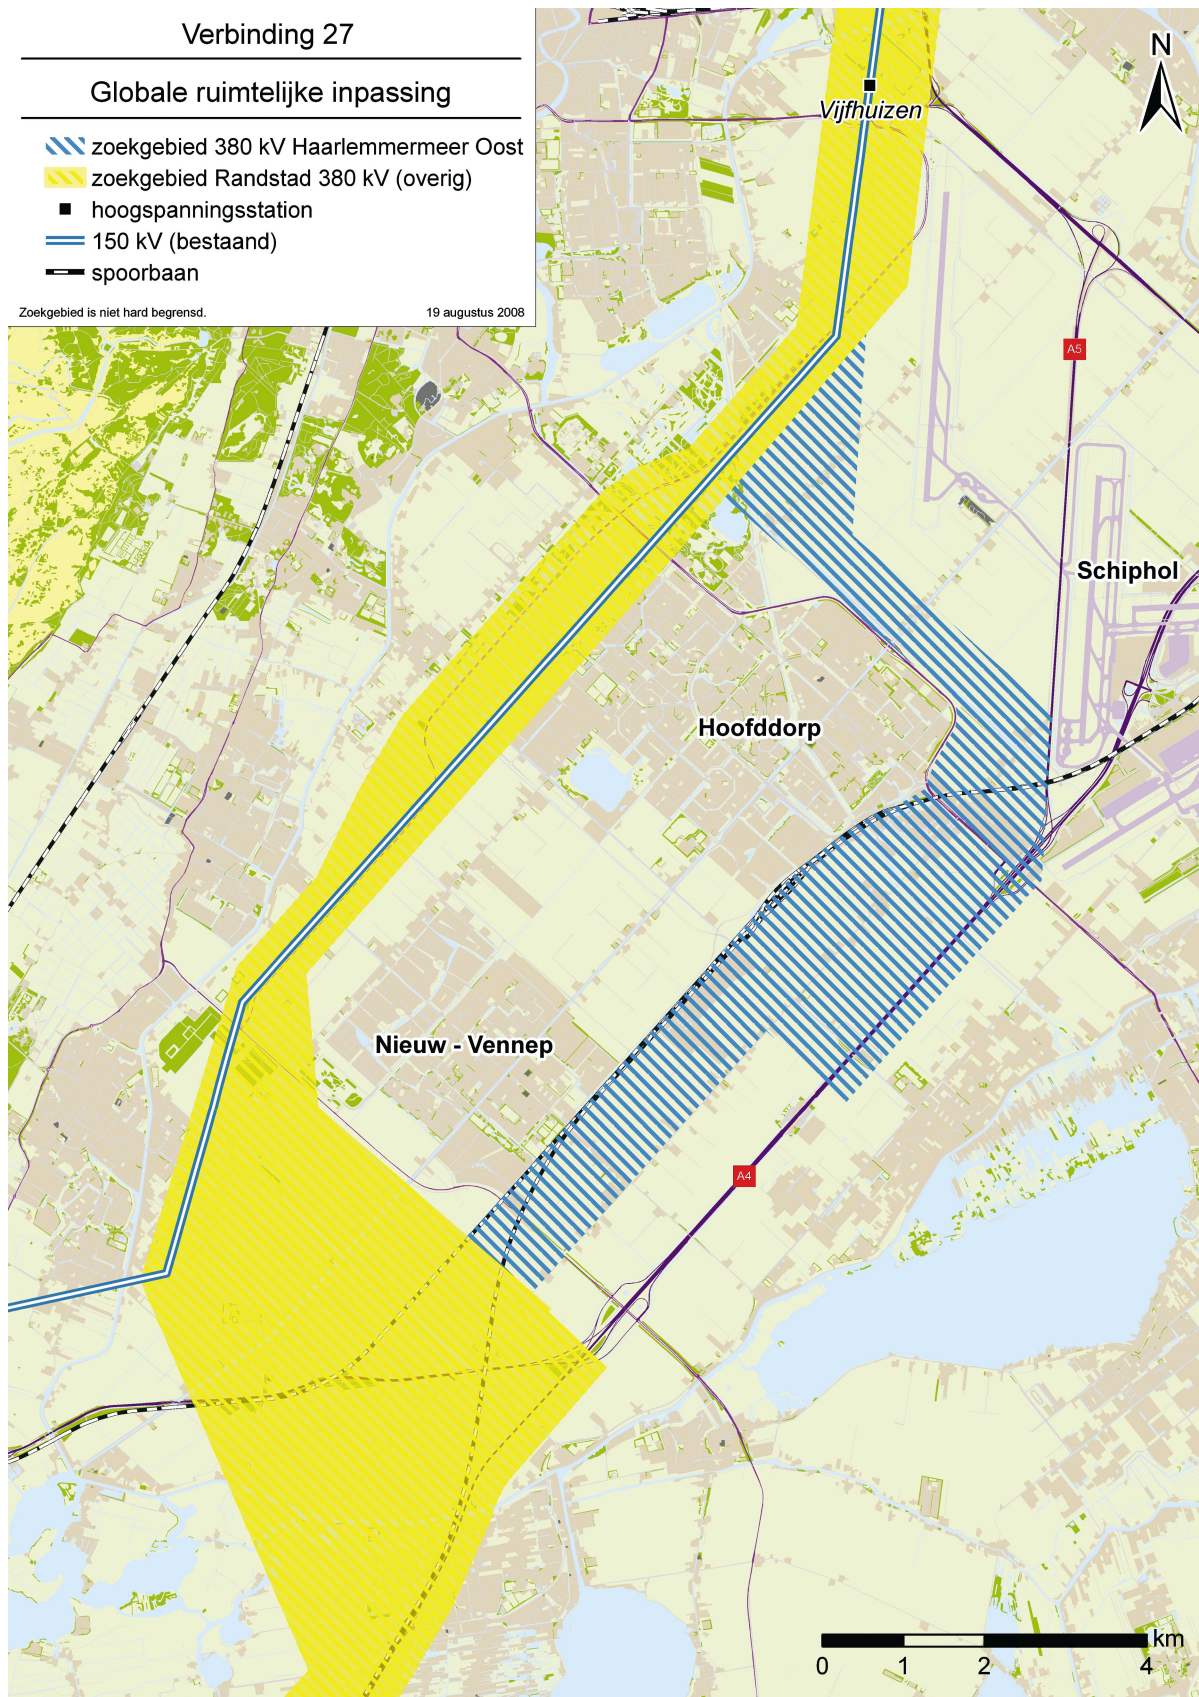 Verbinding 27
Globale ruimtelijke inpassing
zoekgebied 380 kV Haarlemmermeer Oost
zoekgebied Randstad 380 kV (overig)
hoogspanningsstation
150 kV (bestaand)
spoorbaan
Zoekgebied is niet hard begrensd.
19 augustus 2008
N
Vijfhuizen
A5
Schiphol
Hoofddorp
Nieuw - Vennep
A4
km
0 1 2 4